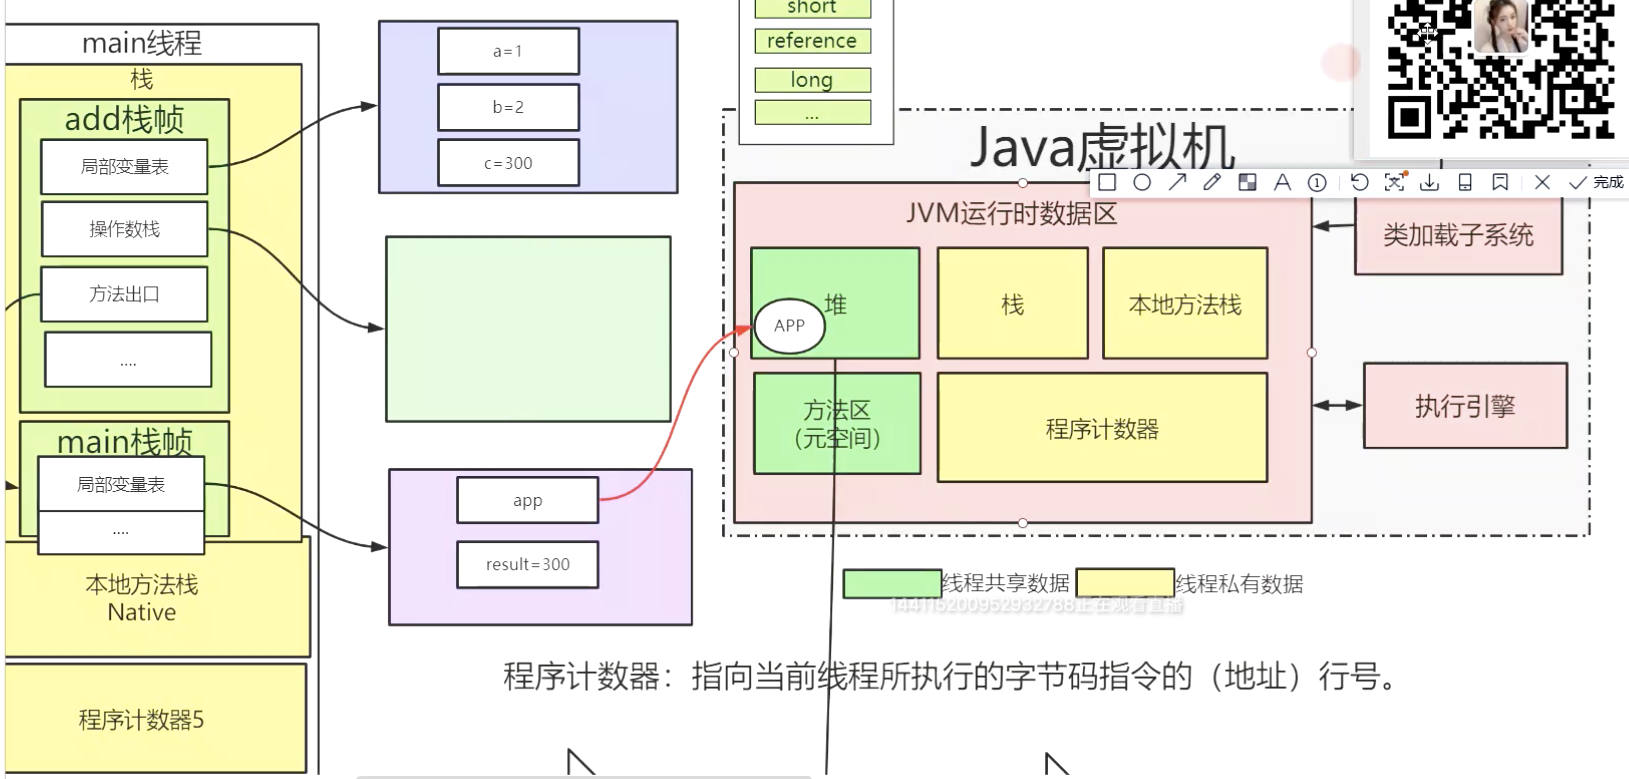 main线程
栈
add栈帧
局部变量表
操作数栈
方法出口
....
main栈帧
局部变量表
....
本地方法栈
Native
程序计数器5
a=1
b=2
c=300
app
result=300
short
reference
long
...
Java虚拟机
JVM运行时数据区
堆
APP
栈
本地方法栈
方法区
（元空间）
程序计数器
类加载子系统
执行引擎
A
1
完成
线程共享数据
线程私有数据
144115200952932788正在观看直播
程序计数器：指向当前线程所执行的字节码指令的（地址）行号。